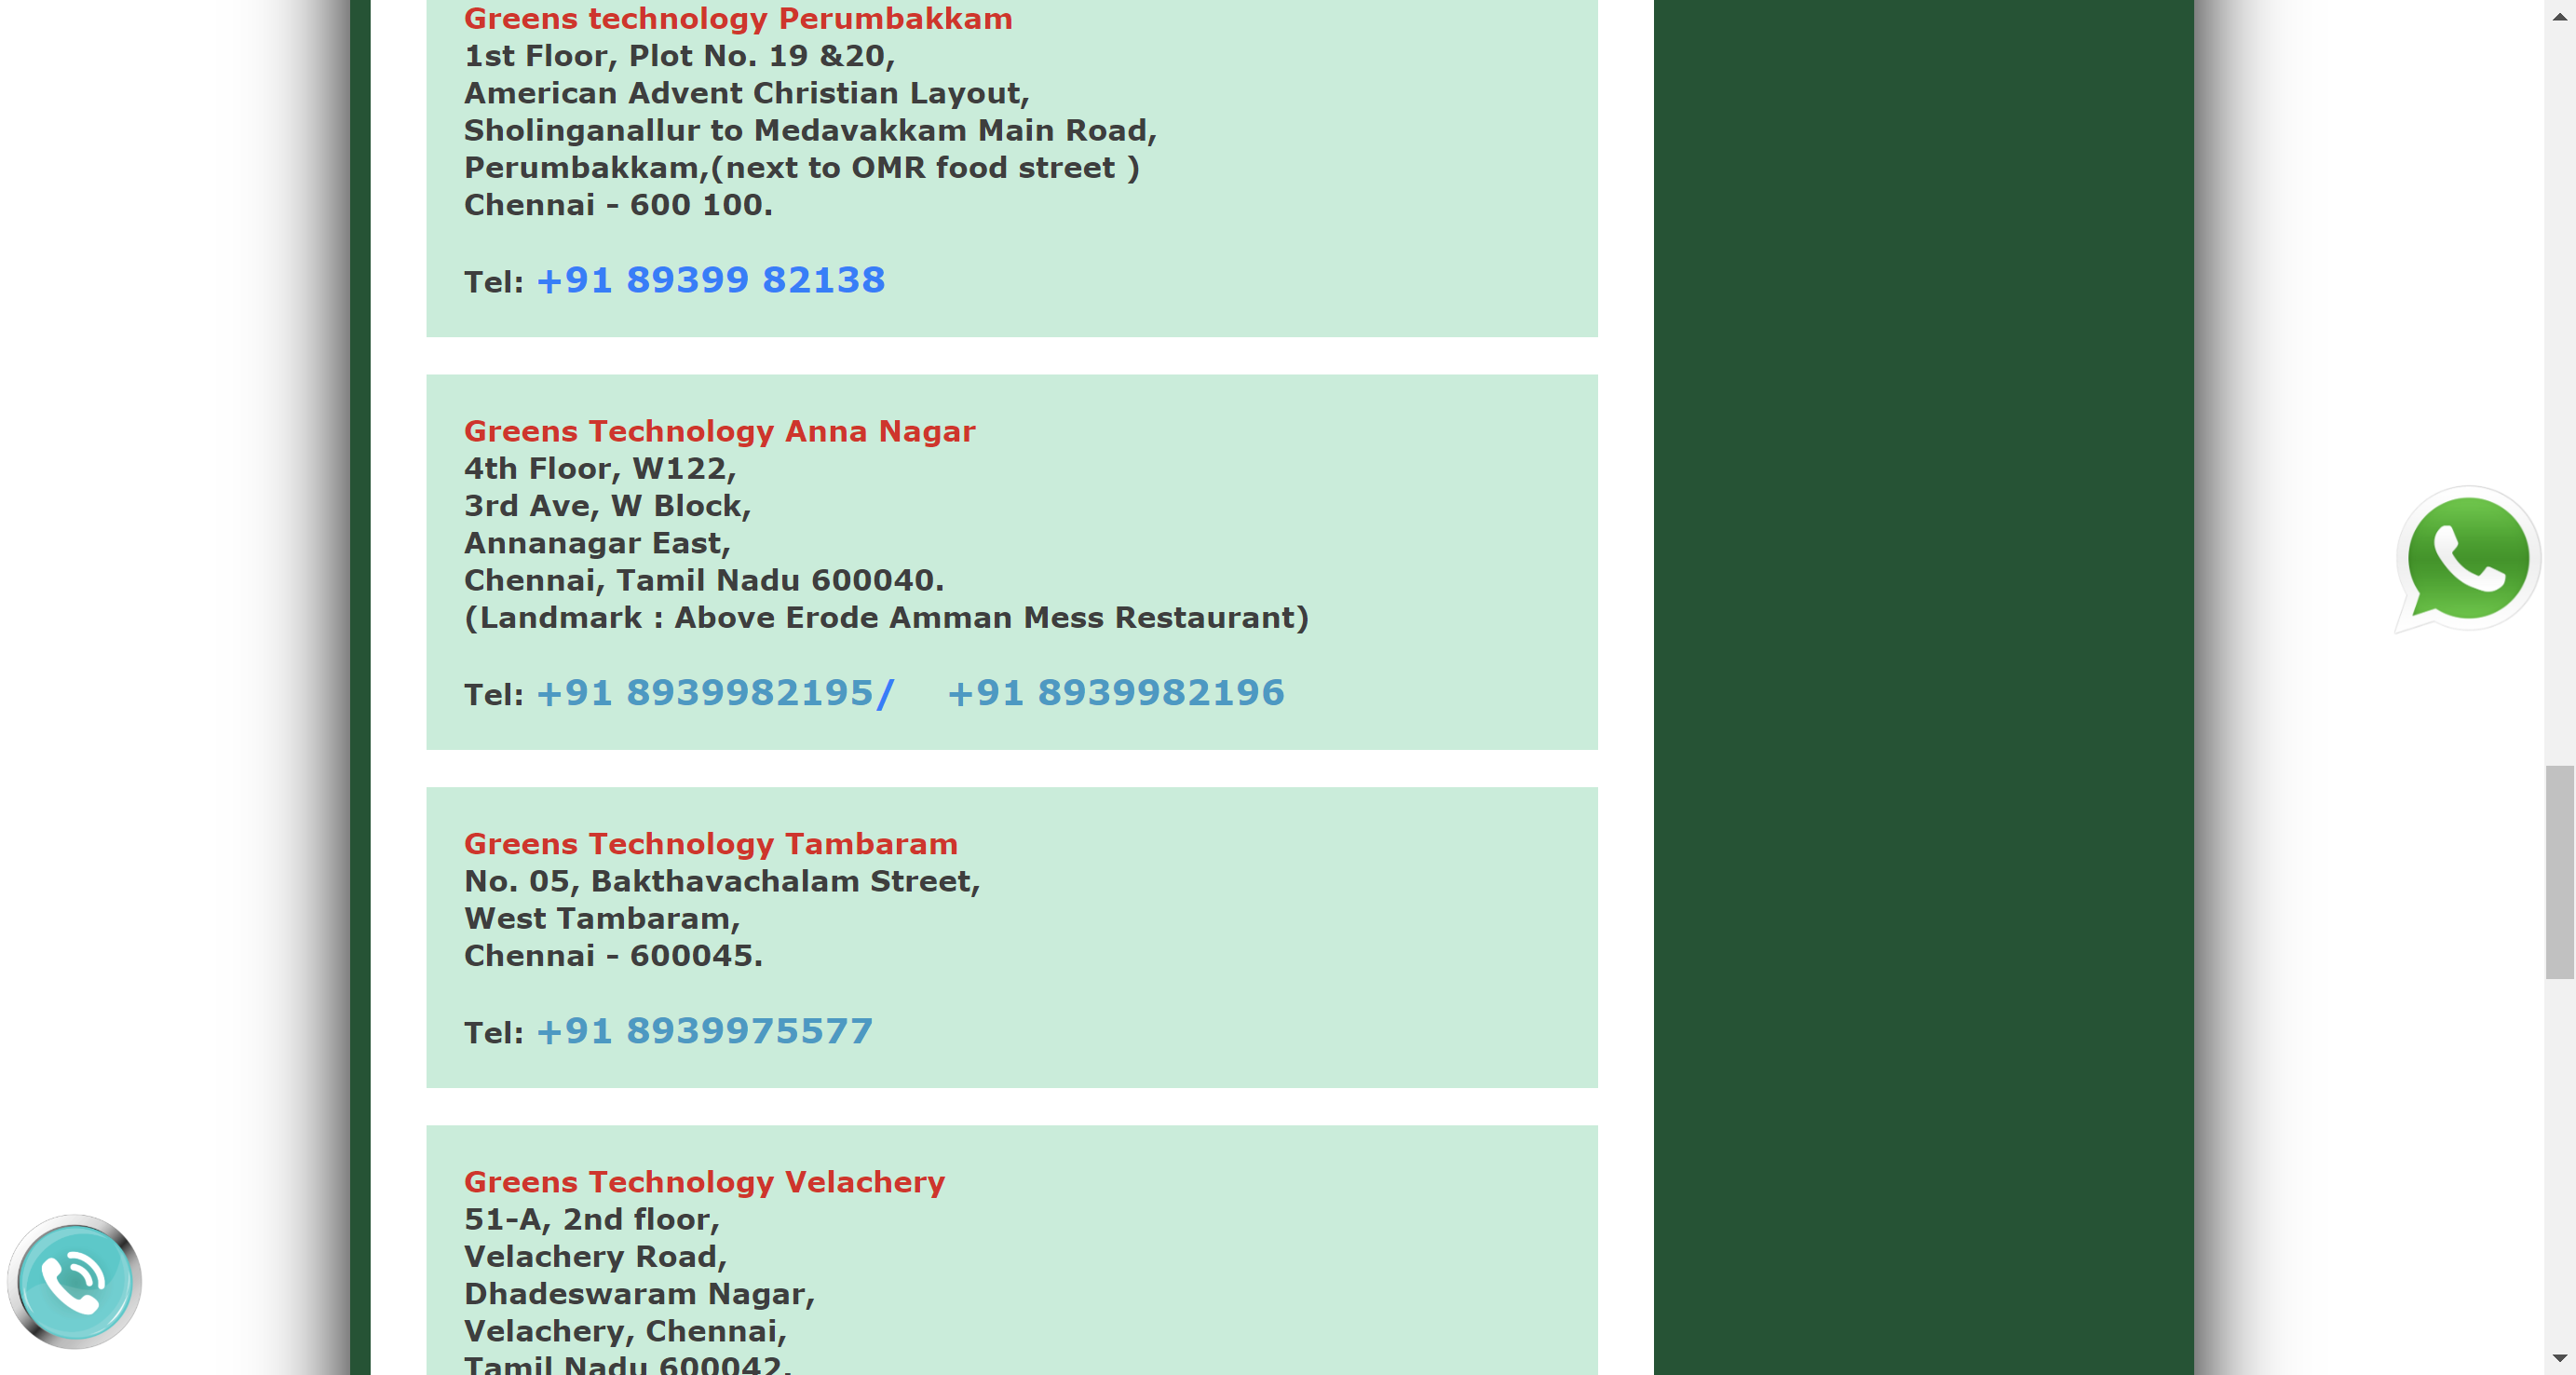 Greens technology Perumbakkam
1st Floor, Plot No. 19 &20,
American Advent Christian Layout,
Sholinganallur to Medavakkam Main Road,
Perumbakkam,(next to OMR food street )
Chennai - 600 100.
Tel: +91 89399 82138
Greens Technology Anna Nagar
4th Floor, W122,
3rd Ave, W Block,
Annanagar East,
Chennai, Tamil Nadu 600040.
(Landmark : Above Erode Amman Mess Restaurant)
Tel: +91 8939982195/ +91 8939982196
Greens Technology Tambaram
No. 05, Bakthavachalam Street,
West Tambaram,
Chennai - 600045.
Tel: +91 8939975577
Greens Technology Velachery
51-A, 2nd floor,
Velachery Road,
Dhadeswaram Nagar,
Velachery, Chennai,
Tamil Nadu 600042.